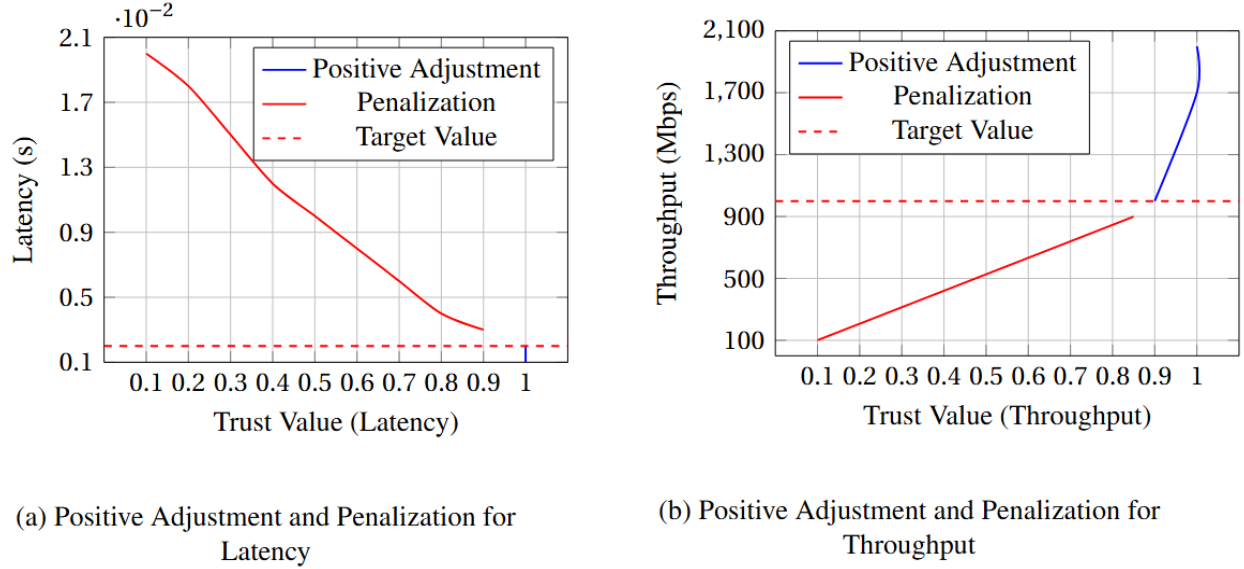 ·10⁻²
2.1
1.7
1.3
0.9
0.5
0.1
Latency (s)
Positive Adjustment
Penalization
Target Value
0.1 0.2 0.3 0.4 0.5 0.6 0.7 0.8 0.9 1
Trust Value (Latency)
(a) Positive Adjustment and Penalization for
Latency
2,100
1,700
1,300
900
500
100
Throughput (Mbps)
Positive Adjustment
Penalization
Target Value
0.1 0.2 0.3 0.4 0.5 0.6 0.7 0.8 0.9 1
Trust Value (Throughput)
(b) Positive Adjustment and Penalization for
Throughput